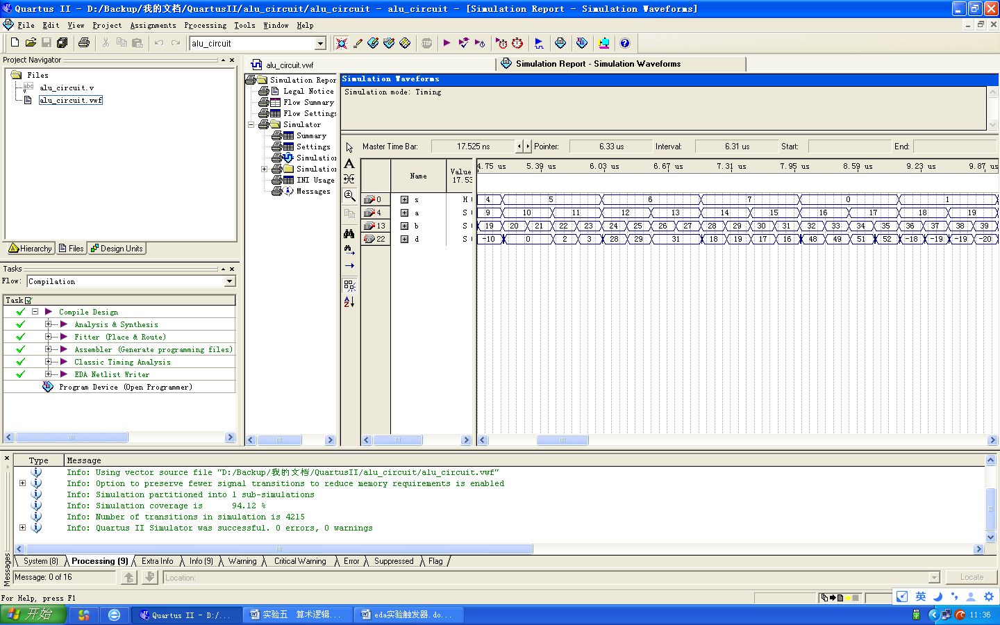 Quartus II - D:/Backup/我的文档/QuartusII/alu_circuit/alu_circuit - alu_circuit - [Simulation Report - Simulation Waveforms]
File Edit View Project Assignments Processing Tools Window Help
alu_circuit
Project Navigator
Files
alu_circuit.v
alu_circuit.vwf
Hierarchy Files Design Units
Tasks
Flow: Compilation
Task
Compile Design
Analysis & Synthesis
Fitter (Place & Route)
Assembler (Generate programming files)
Classic Timing Analysis
EDA Netlist Writer
Program Device (Open Programmer)
alu_circuit.vwf
Simulation Report - Simulation Waveforms
Simulation Repor
Legal Notice
Flow Summary
Flow Settings
Simulator
Summary
Settings
Simulation
Simulation
INI Usage
Messages
Simulation Waveforms
Simulation mode: Timing
Master Time Bar: 17.525 ns Pointer: 6.33 us Interval: 6.31 us Start: End:
Name Value 17.53
4.75 us 5.39 us 6.03 us 6.67 us 7.31 us 7.95 us 8.59 us 9.23 us 9.87 us
0 s H 4 5 6 7 0 1
4 a S 9 10 11 12 13 14 15 16 17 18 19
13 b S 19 20 21 22 23 24 25 26 27 28 29 30 31 32 33 34 35 36 37 38 39
22 d S -10 0 2 3 28 29 31 18 19 17 16 48 49 51 52 -18 -19 -19 -20
Type Message
Info: Using vector source file "D:/Backup/我的文档/QuartusII/alu_circuit/alu_circuit.vwf"
Info: Option to preserve fewer signal transitions to reduce memory requirements is enabled
Info: Simulation partitioned into 1 sub-simulations
Info: Simulation coverage is 94.12 %
Info: Number of transitions in simulation is 4215
Info: Quartus II Simulator was successful. 0 errors, 0 warnings
System (8) Processing (9) Extra Info Info (9) Warning Critical Warning Error Suppressed Flag
Messages
Message: 0 of 16 Location: Locate
For Help, press F1
英
开始 Quartus II - D:/... 实验五 算术逻辑... eda实验触发器.do... 11:36